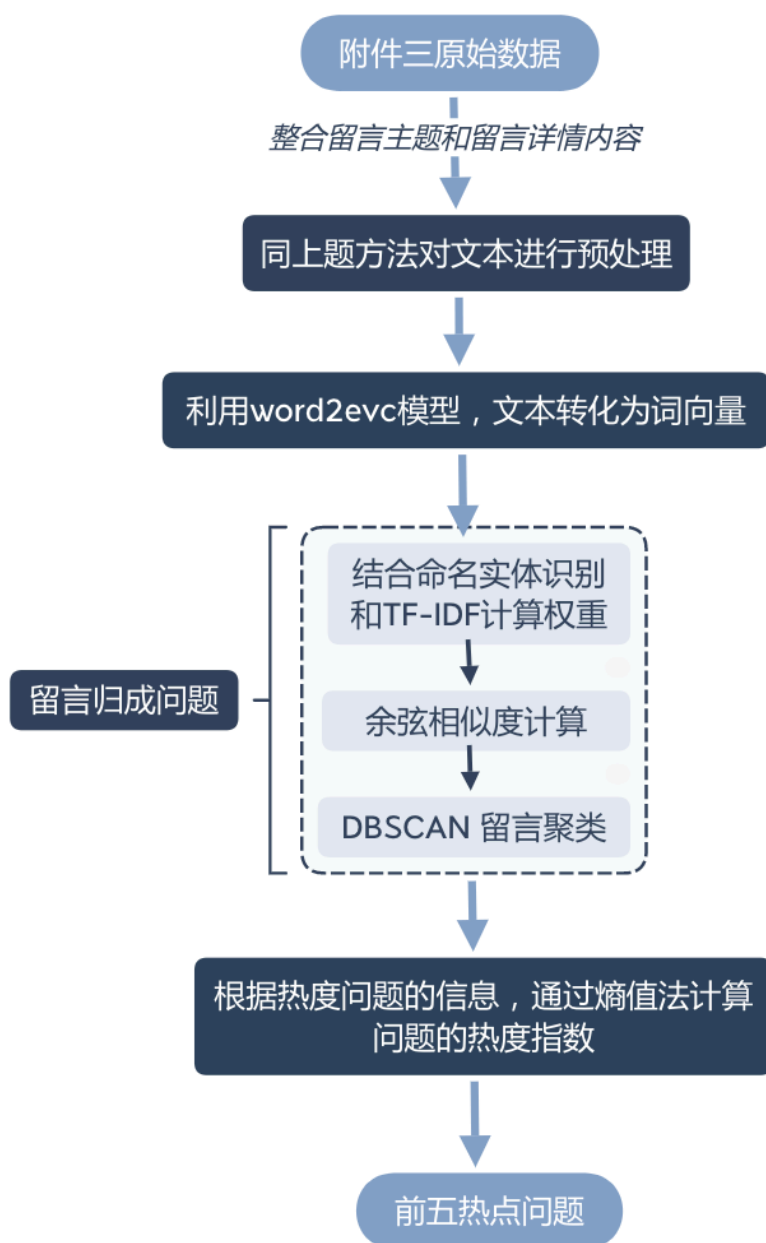 附件三原始数据
整合留言主题和留言详情内容
同上题方法对文本进行预处理
利用word2evc模型，文本转化为词向量
结合命名实体识别
和TF-IDF计算权重
留言归成问题
余弦相似度计算
DBSCAN 留言聚类
根据热度问题的信息，通过熵值法计算
问题的热度指数
前五热点问题